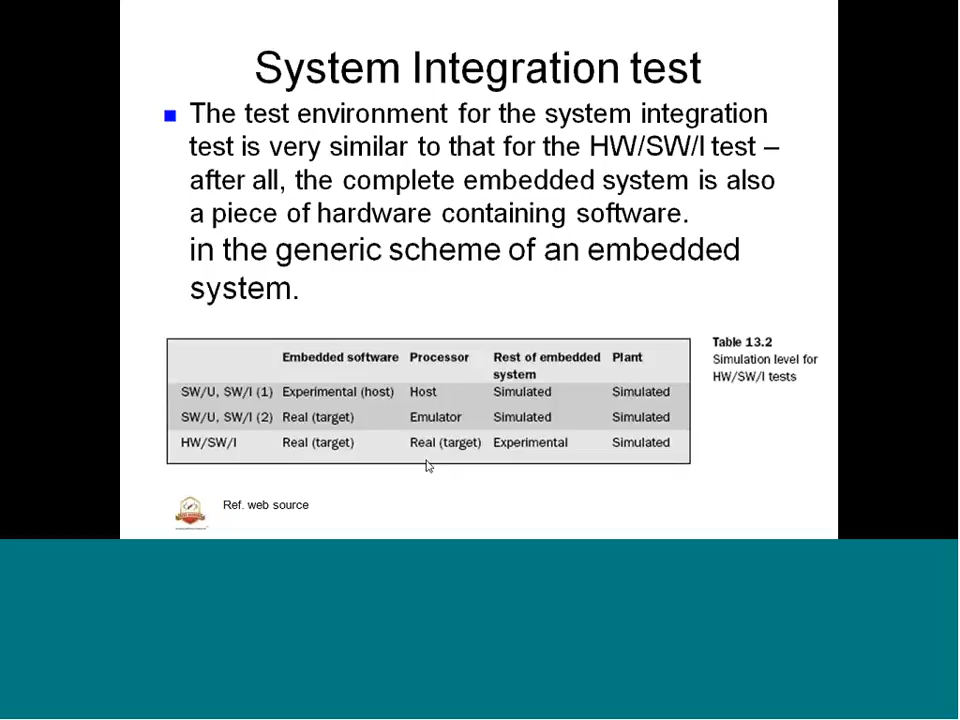 System Integration test
The test environment for the system integration
test is very similar to that for the HW/SW/I test –
after all, the complete embedded system is also
a piece of hardware containing software.
in the generic scheme of an embedded
system.
Embedded software Processor Rest of embedded system Plant
SW/U, SW/I (1) Experimental (host) Host Simulated Simulated
SW/U, SW/I (2) Real (target) Emulator Simulated Simulated
HW/SW/I Real (target) Real (target) Experimental Simulated
Table 13.2
Simulation level for
HW/SW/I tests
Ref. web source